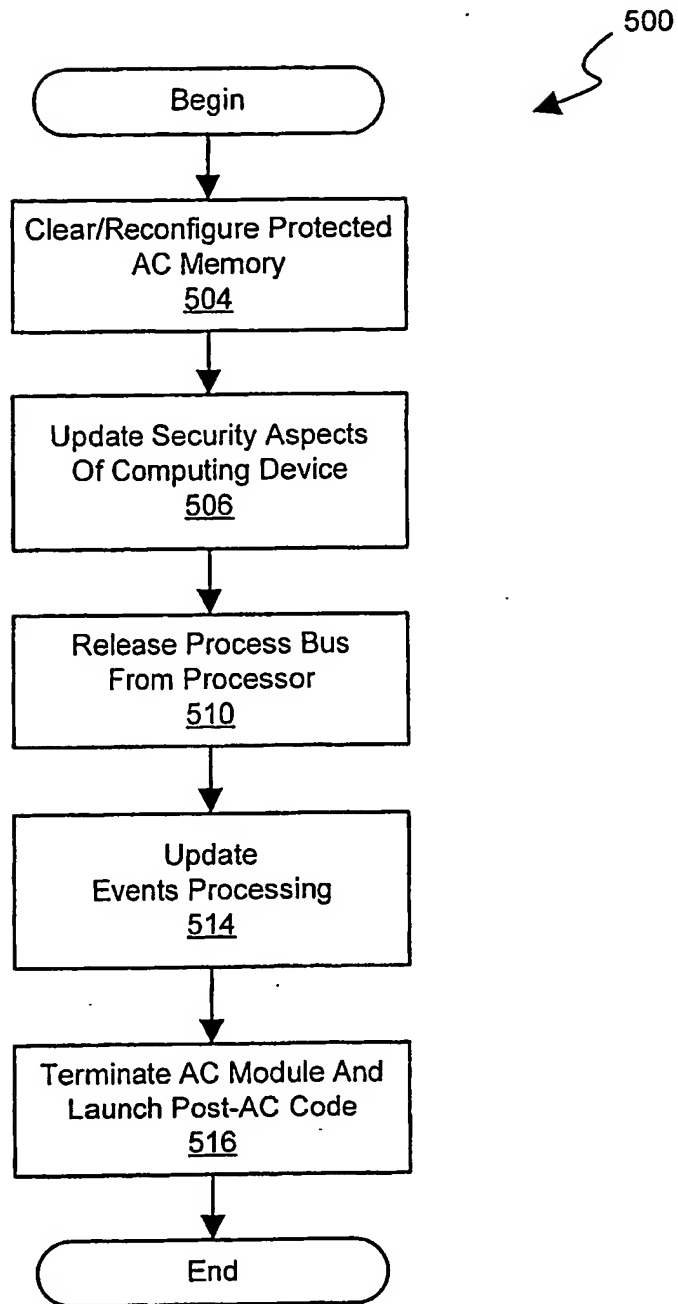 500
Begin
Clear/Reconfigure Protected
AC Memory
504
Update Security Aspects
Of Computing Device
506
Release Process Bus
From Processor
510
Update
Events Processing
514
Terminate AC Module And
Launch Post-AC Code
516
End